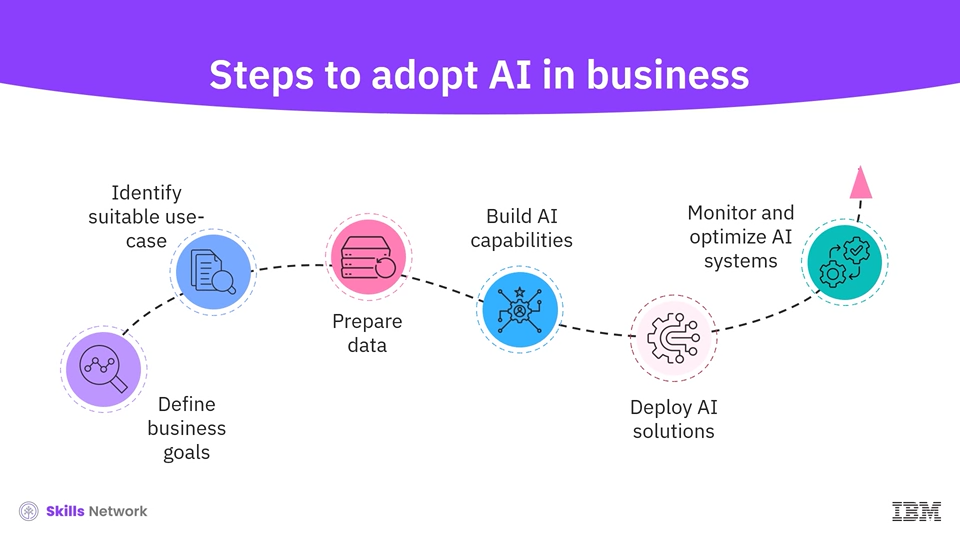 Steps to adopt AI in business
Identify
suitable use-
case
Define
business
goals
Prepare
data
Build AI
capabilities
Deploy AI
solutions
Monitor and
optimize AI
systems
Skills Network
IBM